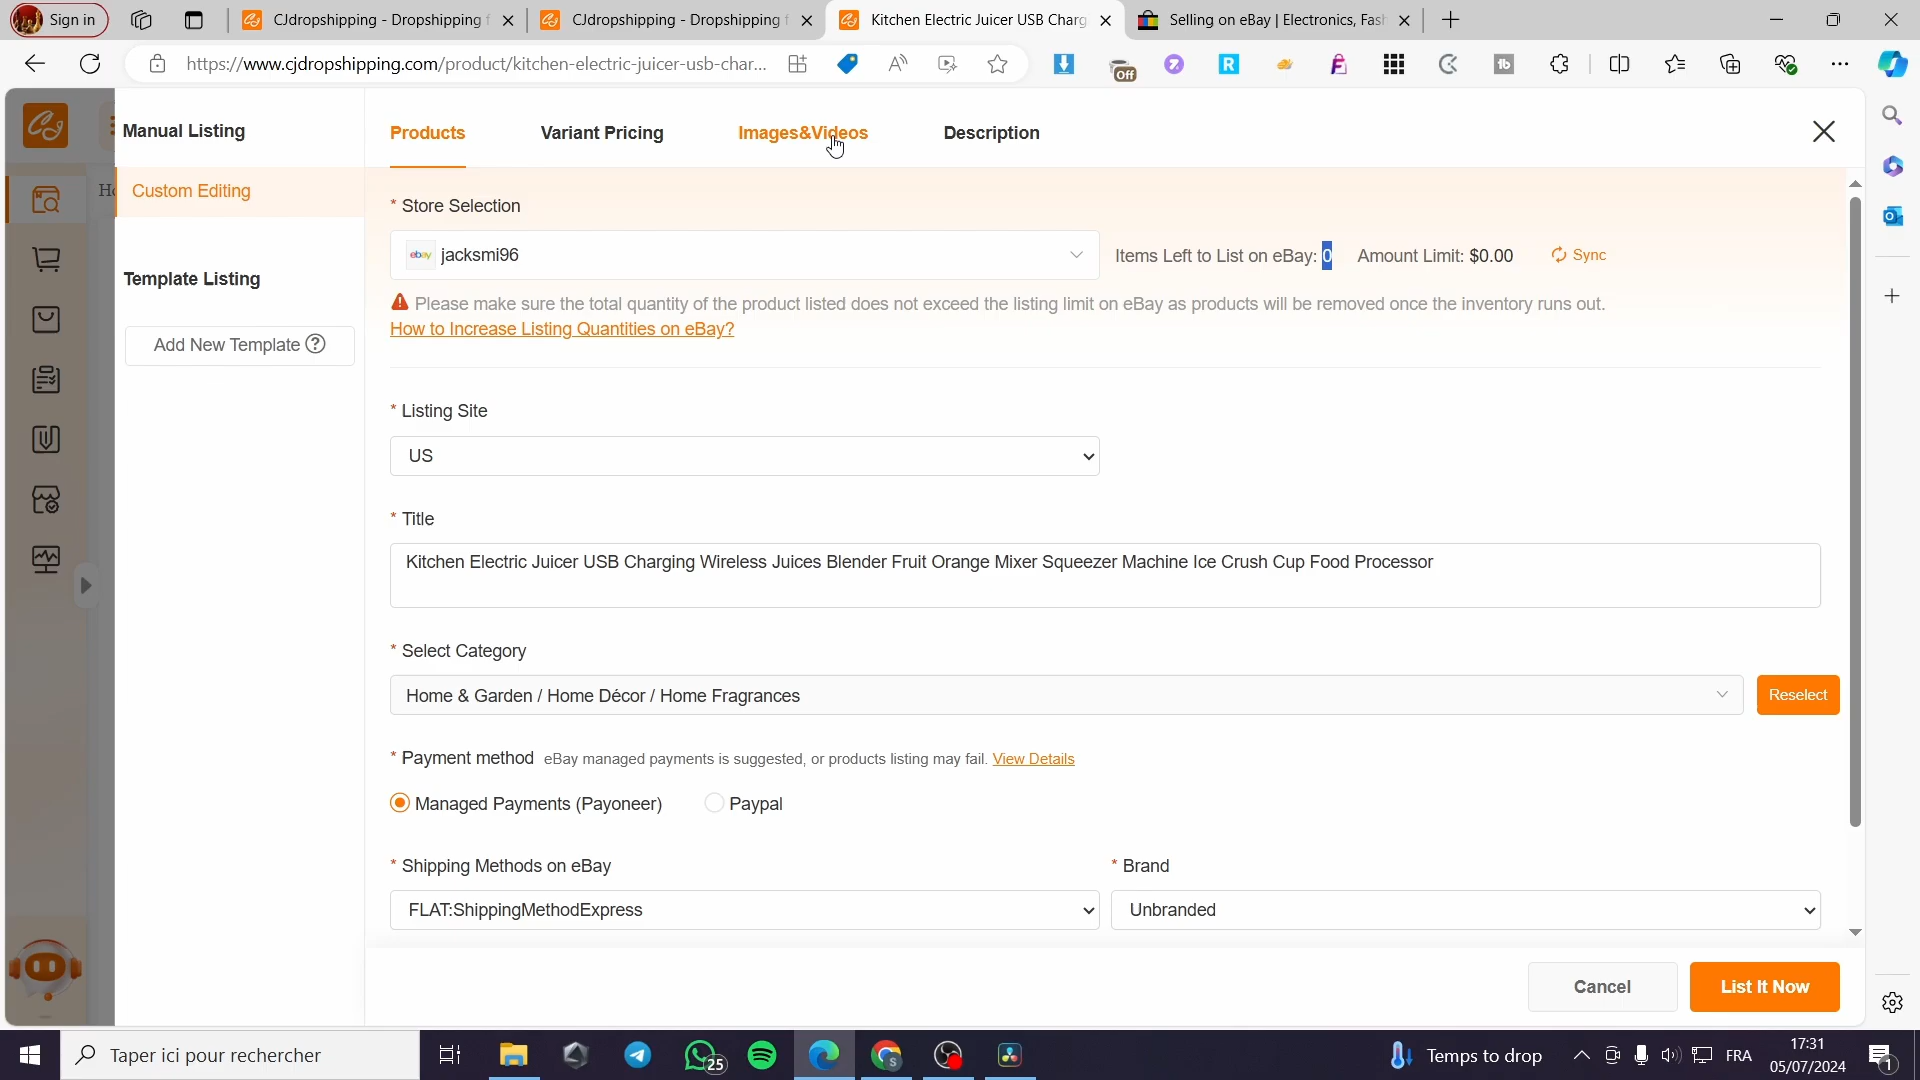 Sign in
CJdropshipping - Dropshipping f
CJdropshipping - Dropshipping f
Kitchen Electric Juicer USB Charg
Selling on eBay | Electronics, Fash
https://www.cjdropshipping.com/product/kitchen-electric-juicer-usb-char...
Off
Manual Listing
Custom Editing
Template Listing
Add New Template
Products
Variant Pricing
Images&Videos
Description
* Store Selection
ebay jacksmi96
Items Left to List on eBay: 0
Amount Limit: $0.00
Sync
Please make sure the total quantity of the product listed does not exceed the listing limit on eBay as products will be removed once the inventory runs out.
How to Increase Listing Quantities on eBay?
* Listing Site
US
* Title
Kitchen Electric Juicer USB Charging Wireless Juices Blender Fruit Orange Mixer Squeezer Machine Ice Crush Cup Food Processor
* Select Category
Home & Garden / Home Décor / Home Fragrances
Reselect
* Payment method eBay managed payments is suggested, or products listing may fail. View Details
Managed Payments (Payoneer)
Paypal
* Shipping Methods on eBay
* Brand
FLAT:ShippingMethodExpress
Unbranded
Cancel
List It Now
Taper ici pour rechercher
25
Temps to drop
FRA
17:31
05/07/2024
1